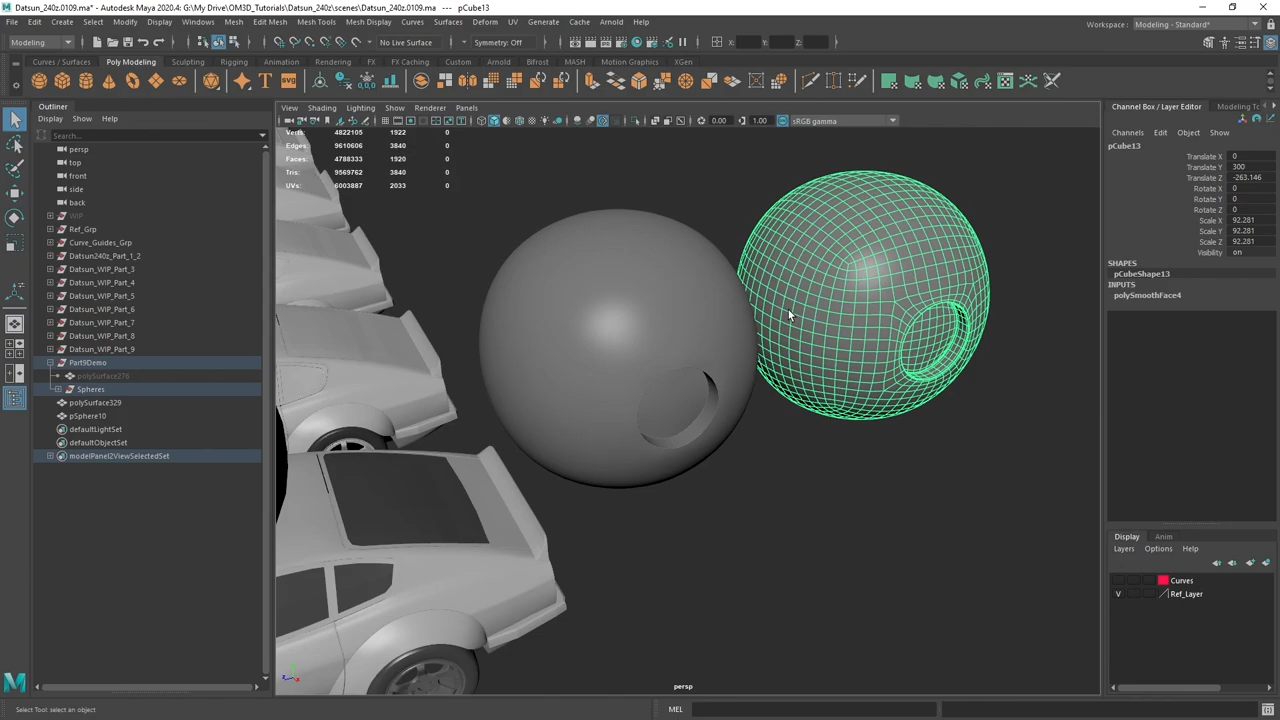 Datsun_240z.0109.ma* - Autodesk Maya 2020.4: G:\My Drive\OM3D_Tutorials\Datsun_240z\scenes\Datsun_240z.0109.ma --- pCube13
File Edit Create Select Modify Display Windows Mesh Edit Mesh Mesh Tools Mesh Display Curves Surfaces Deform UV Generate Cache Arnold Help
Workspace : Modeling - Standard*
Modeling
No Live Surface
Symmetry: Off
X:
Y:
Z:
Curves / Surfaces Poly Modeling Sculpting Rigging Animation Rendering FX FX Caching Custom Arnold Bifrost MASH Motion Graphics XGen
SVG
Outliner
Display Show Help
Search...
persp
top
front
side
back
WIP
Ref_Grp
Curve_Guides_Grp
Datsun240z_Part_1_2
Datsun_WIP_Part_3
Datsun_WIP_Part_4
Datsun_WIP_Part_5
Datsun_WIP_Part_6
Datsun_WIP_Part_7
Datsun_WIP_Part_8
Datsun_WIP_Part_9
Part9Demo
polySurface276
Spheres
polySurface329
pSphere10
defaultLightSet
defaultObjectSet
modelPanel2ViewSelectedSet
View Shading Lighting Show Renderer Panels
0.00
1.00
sRGB gamma
Verts: 4822105 1922 0
Edges: 9610606 3840 0
Faces: 4788333 1920 0
Tris: 9569762 3840 0
UVs: 6003887 2033 0
persp
Channel Box / Layer Editor
Modeling To
Channels Edit Object Show
pCube13
Translate X 0
Translate Y 300
Translate Z -263.146
Rotate X 0
Rotate Y 0
Rotate Z 0
Scale X 92.281
Scale Y 92.281
Scale Z 92.281
Visibility on
SHAPES
pCubeShape13
INPUTS
polySmoothFace4
Display Anim
Layers Options Help
Curves
V Ref_Layer
Select Tool: select an object
MEL